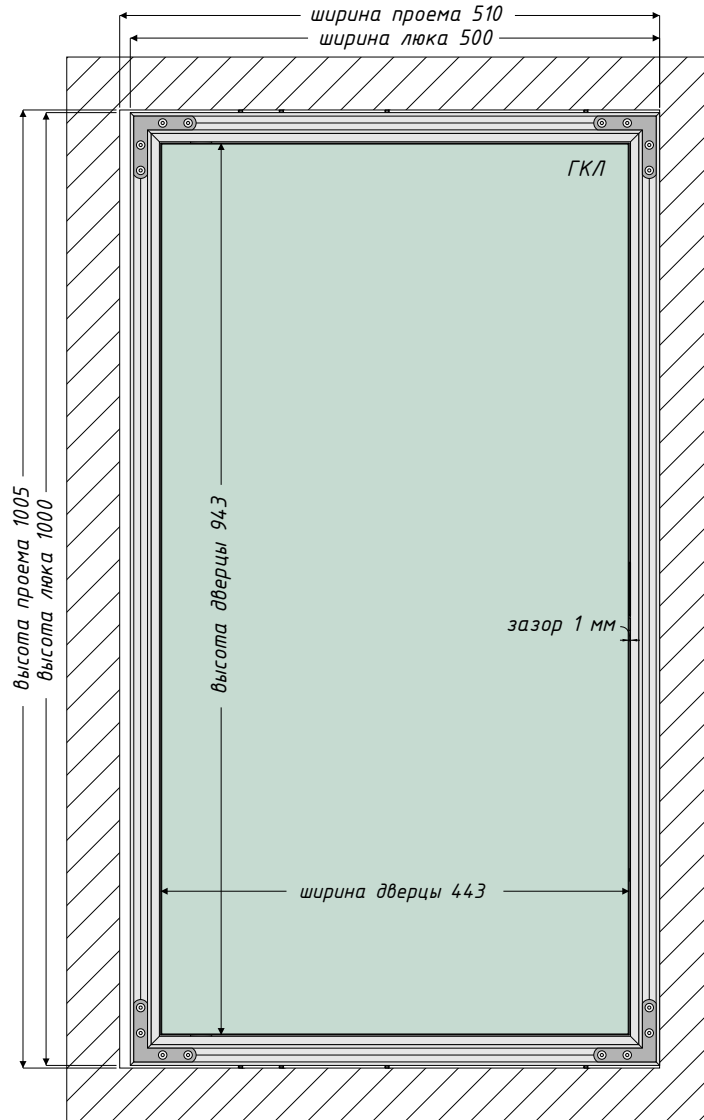 ширина проема 510
ширина люка 500
ГКЛ
высота проема 1005
высота люка 1000
высота дверцы 943
зазор 1 мм
ширина дверцы 443